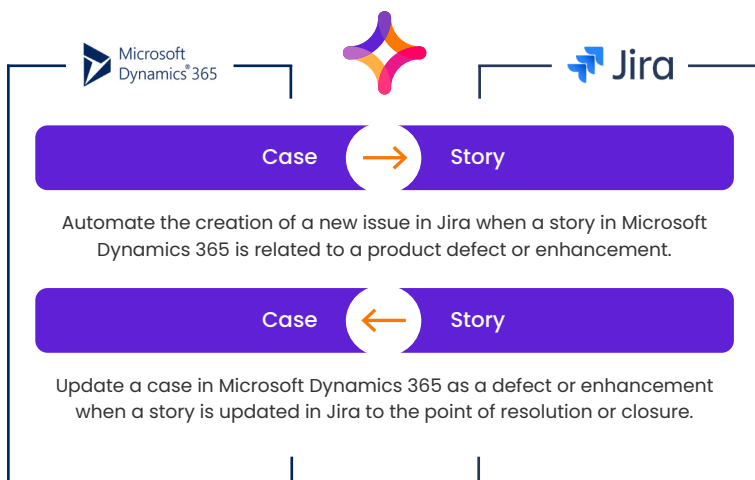 Microsoft
Dynamics® 365
Jira
Case Story
Automate the creation of a new issue in Jira when a story in Microsoft
Dynamics 365 is related to a product defect or enhancement.
Case Story
Update a case in Microsoft Dynamics 365 as a defect or enhancement
when a story is updated in Jira to the point of resolution or closure.